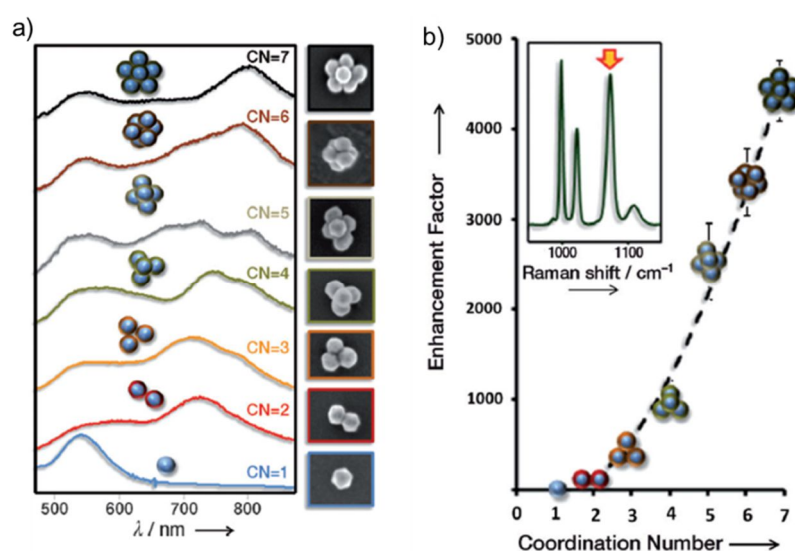 a)
CN=7
CN=6
CN=5
CN=4
CN=3
CN=2
CN=1
500 600 700 800
λ / nm
b)
5000
4000
3000
2000
1000
Enhancement Factor
1000 1100
Raman shift / cm⁻¹
0 1 2 3 4 5 6 7
Coordination Number